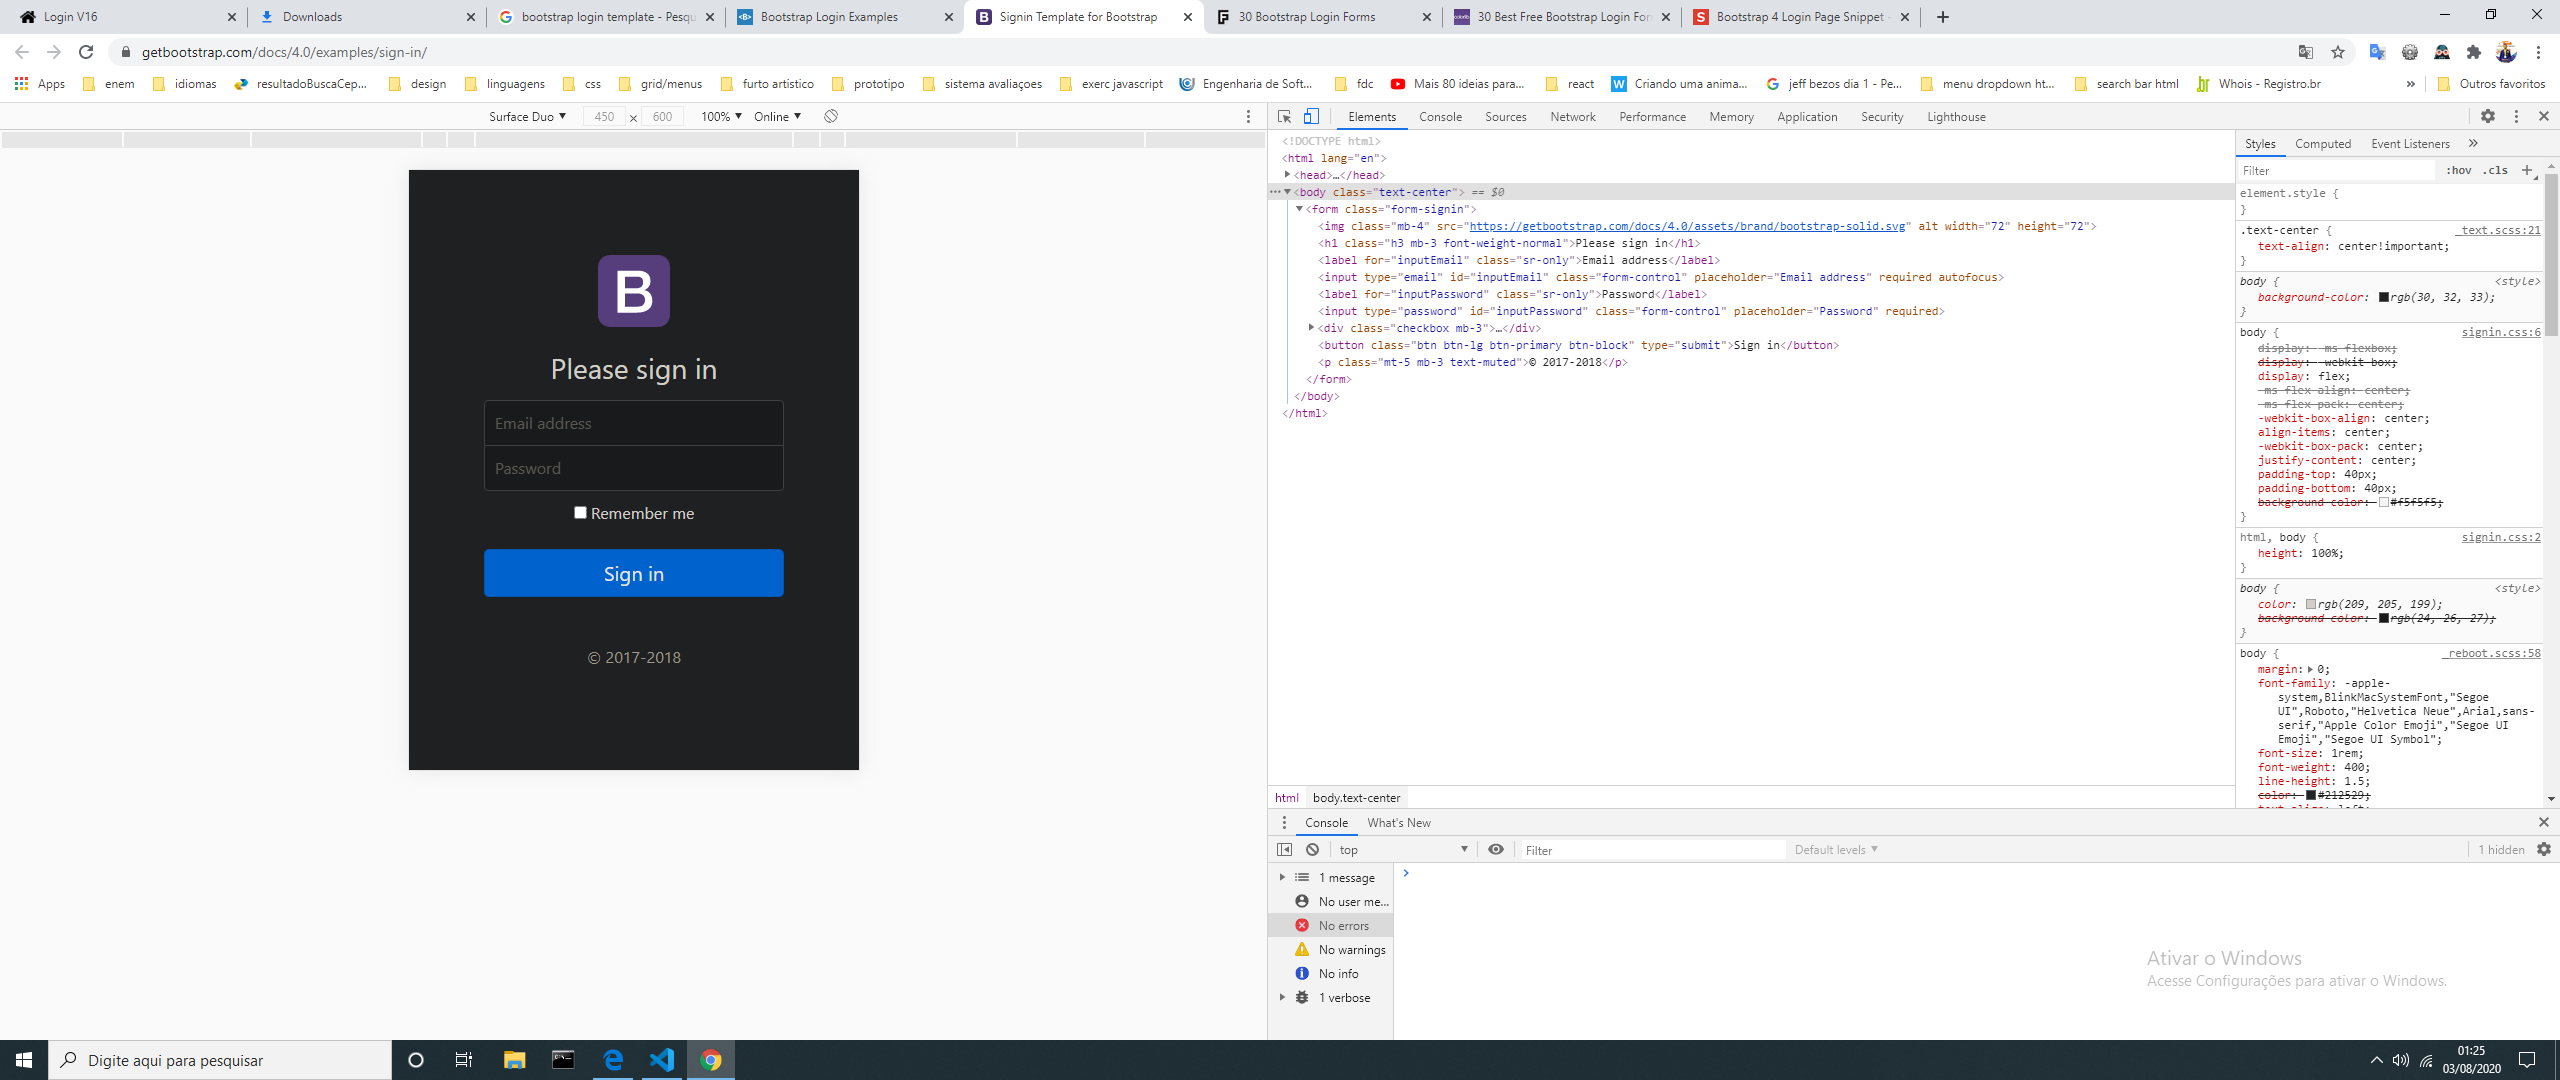 Login V16
Downloads
bootstrap login template - Pesqu
Bootstrap Login Examples
Signin Template for Bootstrap
30 Bootstrap Login Forms
30 Best Free Bootstrap Login For
Bootstrap 4 Login Page Snippet -
getbootstrap.com/docs/4.0/examples/sign-in/
Apps enem idiomas resultadoBuscaCep... design linguagens css grid/menus furto artistico prototipo sistema avaliaçoes exerc javascript Engenharia de Soft... fdc Mais 80 ideias para... react Criando uma anima... jeff bezos dia 1 - Pe... menu dropdown ht... search bar html Whois - Registro.br » Outros favoritos
Surface Duo ▼ 450 × 600 100% ▼ Online ▼
B
Please sign in
Email address
Password
Remember me
Sign in
© 2017-2018
Elements Console Sources Network Performance Memory Application Security Lighthouse
<!DOCTYPE html>
<html lang="en">
<head>…</head>
<body class="text-center"> == $0
<form class="form-signin">
<img class="mb-4" src="https://getbootstrap.com/docs/4.0/assets/brand/bootstrap-solid.svg" alt width="72" height="72">
<h1 class="h3 mb-3 font-weight-normal">Please sign in</h1>
<label for="inputEmail" class="sr-only">Email address</label>
<input type="email" id="inputEmail" class="form-control" placeholder="Email address" required autofocus>
<label for="inputPassword" class="sr-only">Password</label>
<input type="password" id="inputPassword" class="form-control" placeholder="Password" required>
<div class="checkbox mb-3">…</div>
<button class="btn btn-lg btn-primary btn-block" type="submit">Sign in</button>
<p class="mt-5 mb-3 text-muted">© 2017-2018</p>
</form>
</body>
</html>
html body.text-center
Styles Computed Event Listeners »
Filter :hov .cls +
element.style {
}
.text-center { _text.scss:21
text-align: center!important;
}
body { <style>
background-color: rgb(30, 32, 33);
}
body { signin.css:6
display: -ms-flexbox;
display: -webkit-box;
display: flex;
-ms-flex-align: center;
-ms-flex-pack: center;
-webkit-box-align: center;
align-items: center;
-webkit-box-pack: center;
justify-content: center;
padding-top: 40px;
padding-bottom: 40px;
background-color: #f5f5f5;
}
html, body { signin.css:2
height: 100%;
}
body { <style>
color: rgb(209, 205, 199);
background-color: rgb(24, 26, 27);
}
body { _reboot.scss:58
margin: 0;
font-family: -apple-
system,BlinkMacSystemFont,"Segoe
UI",Roboto,"Helvetica Neue",Arial,sans-
serif,"Apple Color Emoji","Segoe UI
Emoji","Segoe UI Symbol";
font-size: 1rem;
font-weight: 400;
line-height: 1.5;
color: #212529;
text-align: left;
Console What's New
top ▼ Filter Default levels ▼ 1 hidden
1 message
No user me...
No errors
No warnings
No info
1 verbose
Ativar o Windows
Acesse Configurações para ativar o Windows.
Digite aqui para pesquisar
01:25
03/08/2020